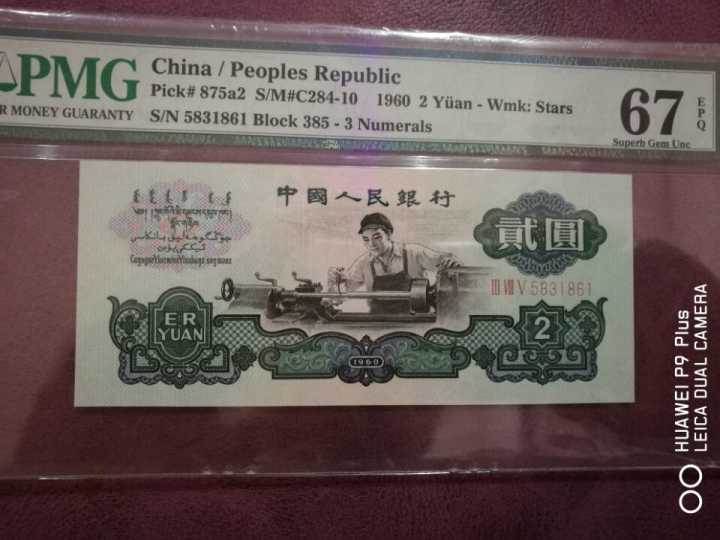 PMG
R MONEY GUARANTY
China / Peoples Republic
Pick# 875a2 S/M#C284-10 1960 2 Yüan - Wmk: Stars
S/N 5831861 Block 385 - 3 Numerals
67
EPQ
Superb Gem Unc
中國人民銀行
貳圓
III VIII V 5831861
ER
YUAN
1960
2
HUAWEI P9 Plus
LEICA DUAL CAMERA